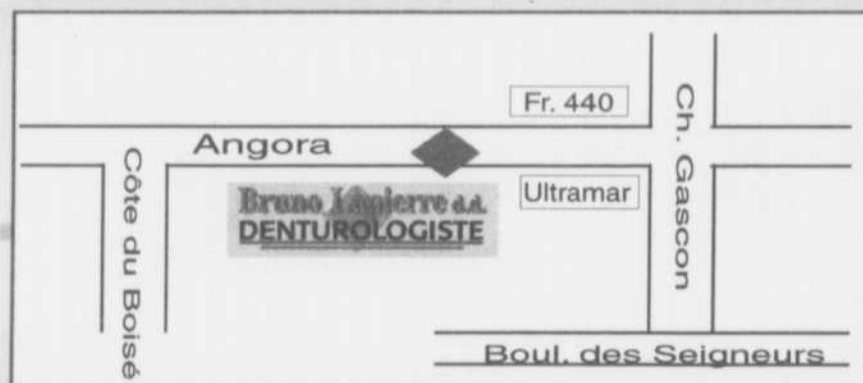 Fr. 440
Ch. Gascon
Angora
Côte du Boisé
Ultramar
Bruno d.d.
DENTUROLOGISTE
Boul. des Seigneurs